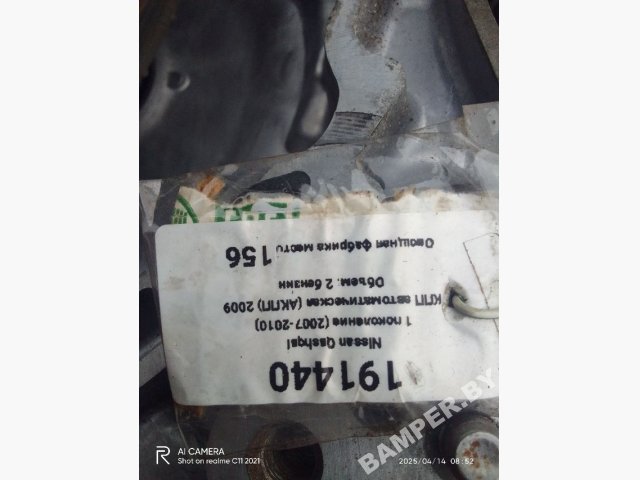 191440
Nissan Qashqai
1 поколение (2007-2010)
КПП автоматическая (АКПП) 2009
Объем. 2 бензин
Овощная фабрика место 156
AI CAMERA
Shot on realme C11 2021
2025/04/14 08:52
BAMPER.BY